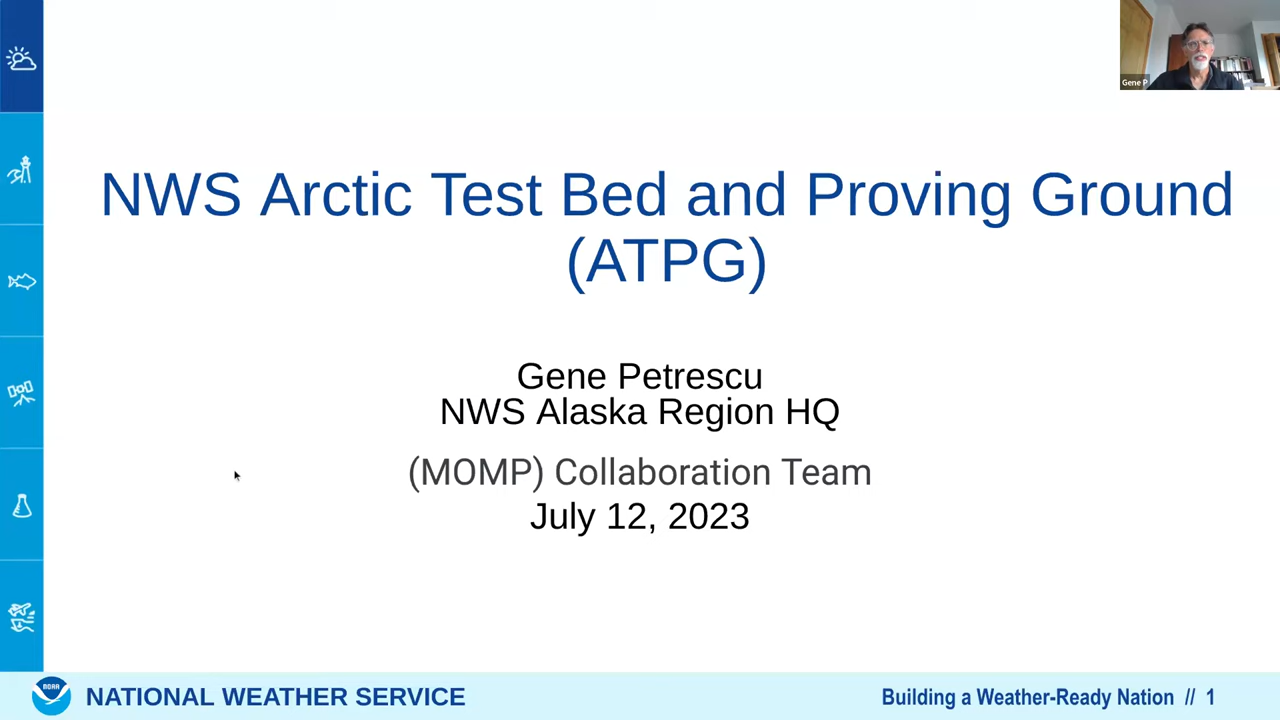 Gene P
NWS Arctic Test Bed and Proving Ground
(ATPG)
Gene Petrescu
NWS Alaska Region HQ
(MOMP) Collaboration Team
July 12, 2023
NOAA
NATIONAL WEATHER SERVICE
Building a Weather-Ready Nation // 1